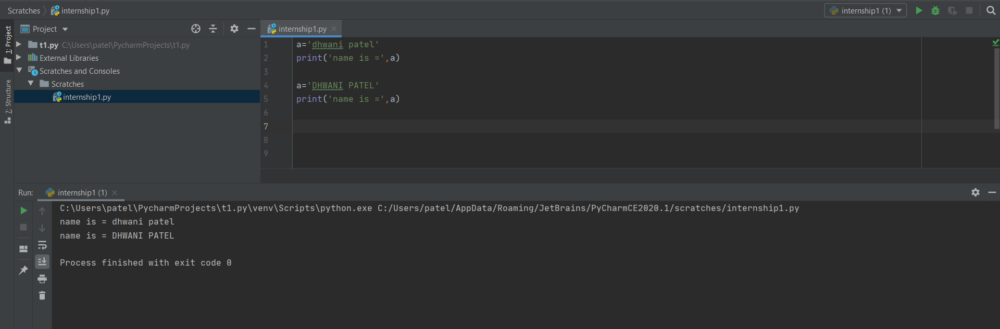 Scratches internship1.py internship1 (1)
1: Project
7: Structure
Project
t1.py C:\Users\patel\PycharmProjects\t1.py
External Libraries
Scratches and Consoles
Scratches
internship1.py
internship1.py
1 a='dhwani patel'
2 print('name is =',a)
3
4 a='DHWANI PATEL'
5 print('name is =',a)
6
7
8
9
Run: internship1 (1)
C:\Users\patel\PycharmProjects\t1.py\venv\Scripts\python.exe C:/Users/patel/AppData/Roaming/JetBrains/PyCharmCE2020.1/scratches/internship1.py
name is = dhwani patel
name is = DHWANI PATEL
Process finished with exit code 0